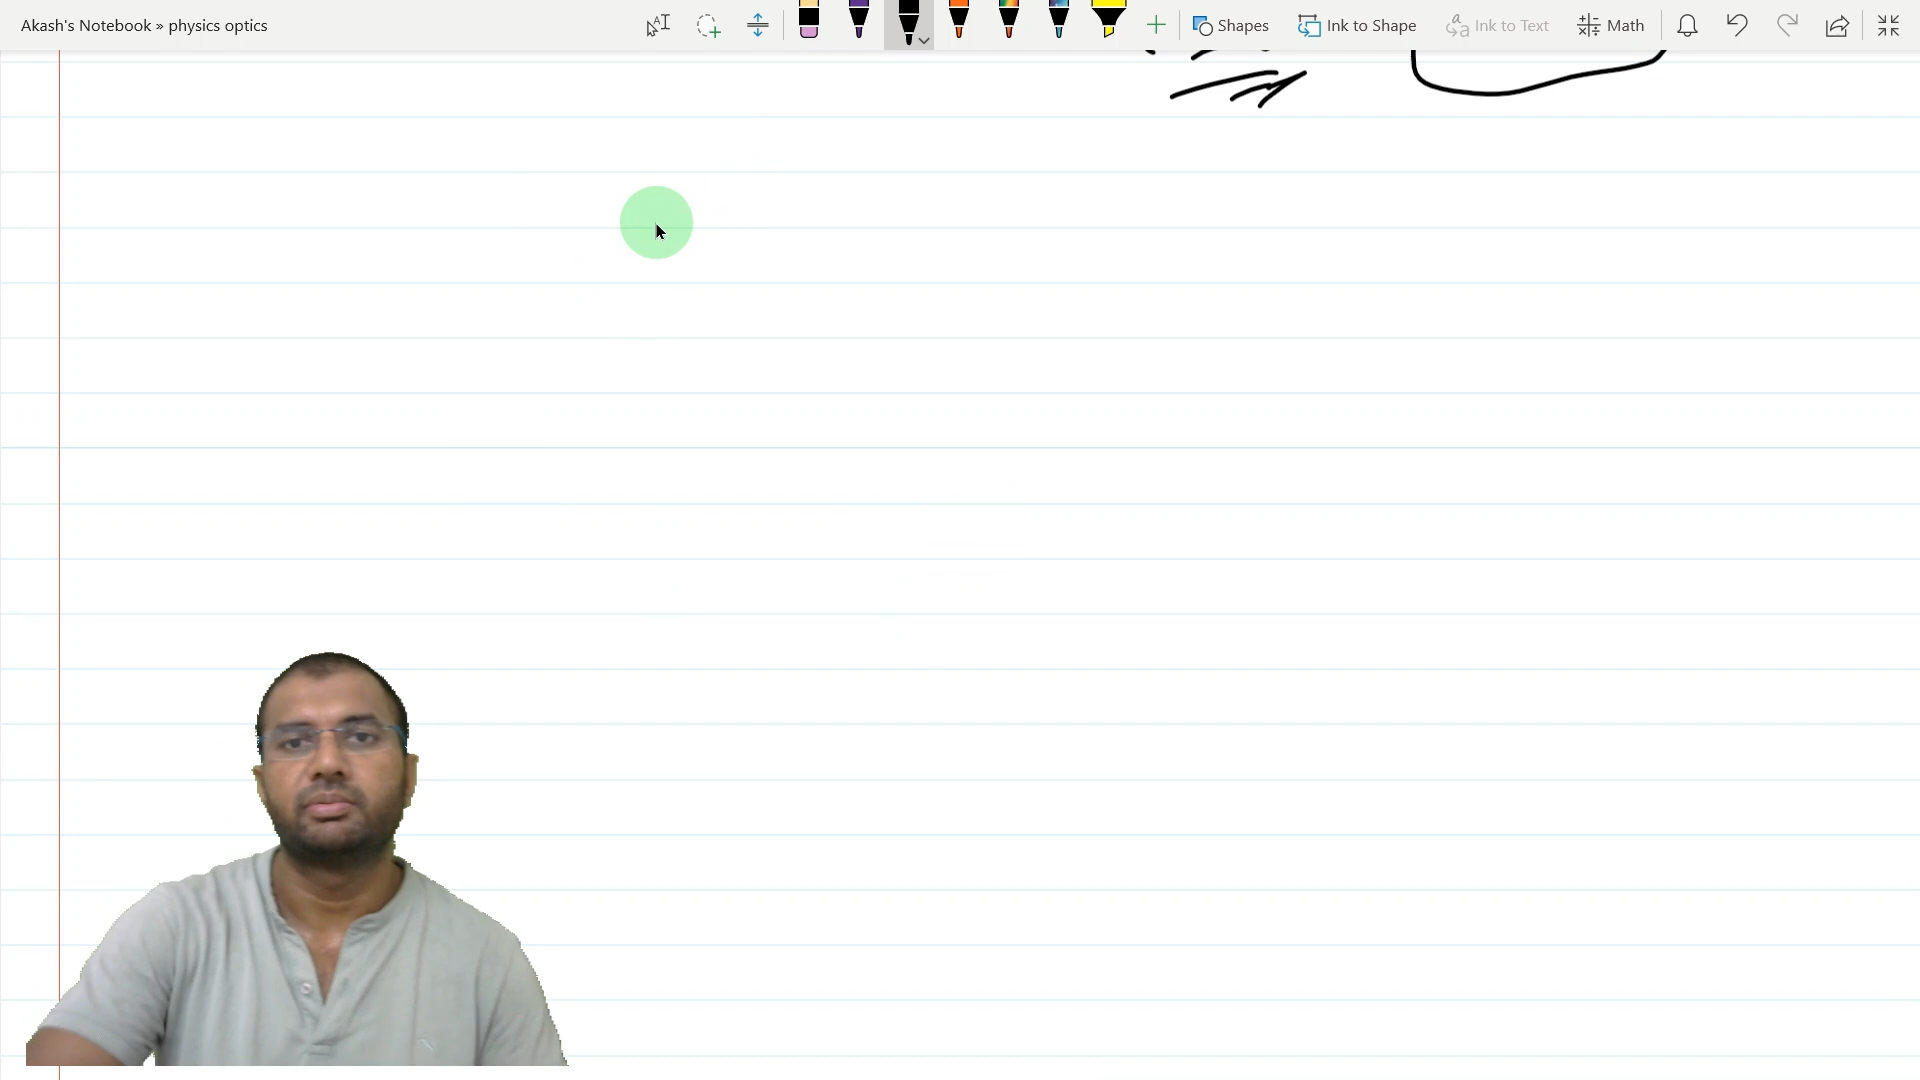 Akash's Notebook » physics optics
Shapes
Ink to Shape
Ink to Text
Math